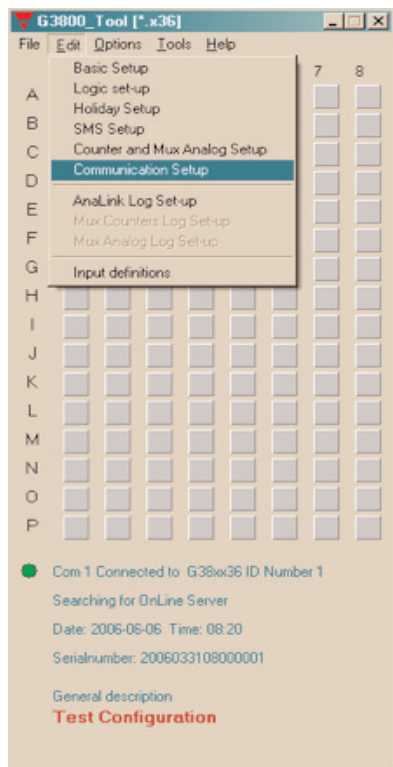 G3800_Tool [*.x36]
File Edit Options Tools Help
Basic Setup
Logic set-up
Holiday Setup
SMS Setup
Counter and Mux Analog Setup
Communication Setup
AnaLink Log Set-up
Mux Counters Log Set-up
Mux Analog Log Set-up
Input definitions
7 8
A
B
C
D
E
F
G
H
I
J
K
L
M
N
O
P
Com 1 Connected to G38xx36 ID Number 1
Searching for OnLine Server
Date: 2006-06-06 Time: 08:20
Serialnumber: 2006033108000001
General description
Test Configuration